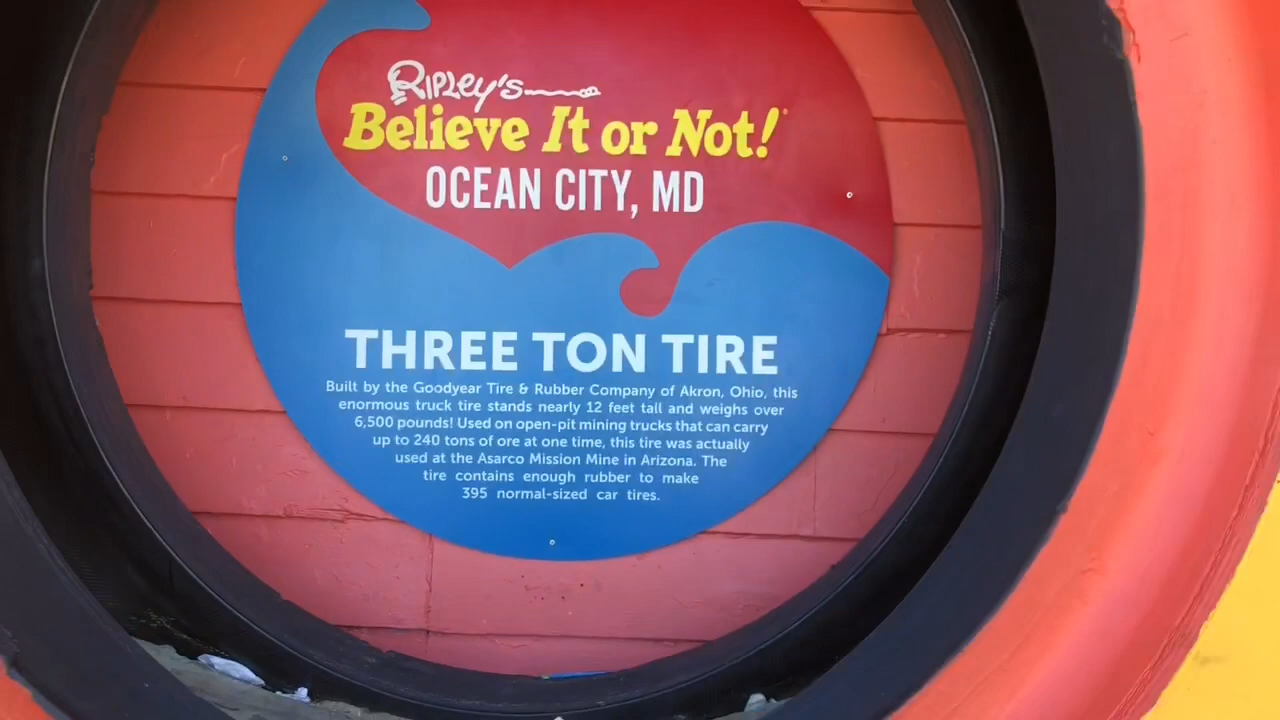 Ripley's
Believe It or Not!
OCEAN CITY, MD
THREE TON TIRE
Built by the Goodyear Tire & Rubber Company of Akron, Ohio, this
enormous truck tire stands nearly 12 feet tall and weighs over
6,500 pounds! Used on open-pit mining trucks that can carry
up to 240 tons of ore at one time, this tire was actually
used at the Asarco Mission Mine in Arizona. The
tire contains enough rubber to make
395 normal-sized car tires.